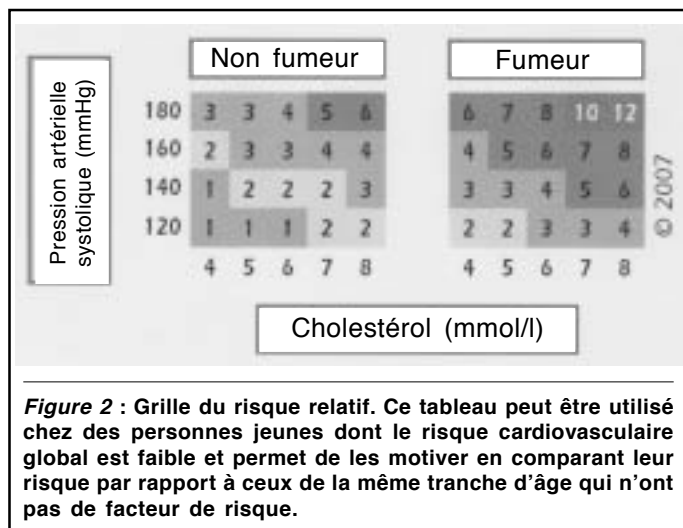 Non fumeur Fumeur
Pression artérielle
systolique (mmHg)
180 3 3 4 5 6 6 7 8 10 12
160 2 3 3 4 4 4 5 6 7 8
140 1 2 2 2 3 3 3 4 5 6
120 1 1 1 2 2 2 2 3 3 4
4 5 6 7 8 4 5 6 7 8
© 2007
Cholestérol (mmol/l)
Figure 2 : Grille du risque relatif. Ce tableau peut être utilisé
chez des personnes jeunes dont le risque cardiovasculaire
global est faible et permet de les motiver en comparant leur
risque par rapport à ceux de la même tranche d'âge qui n'ont
pas de facteur de risque.